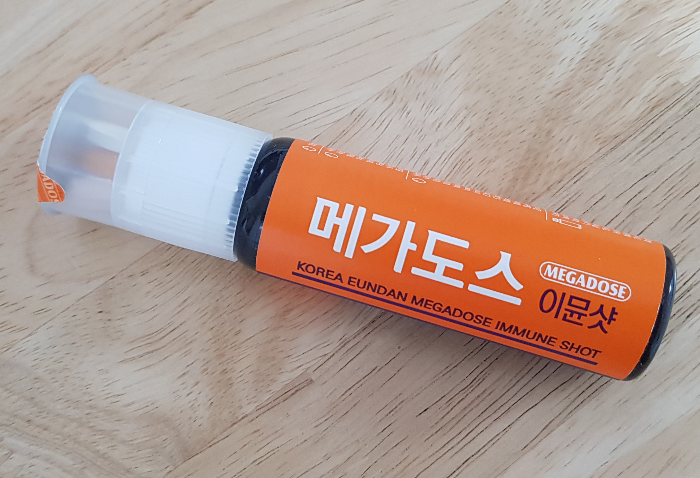 메가도스
MEGADOSE
이뮨샷
KOREA EUNDAN MEGADOSE IMMUNE SHOT